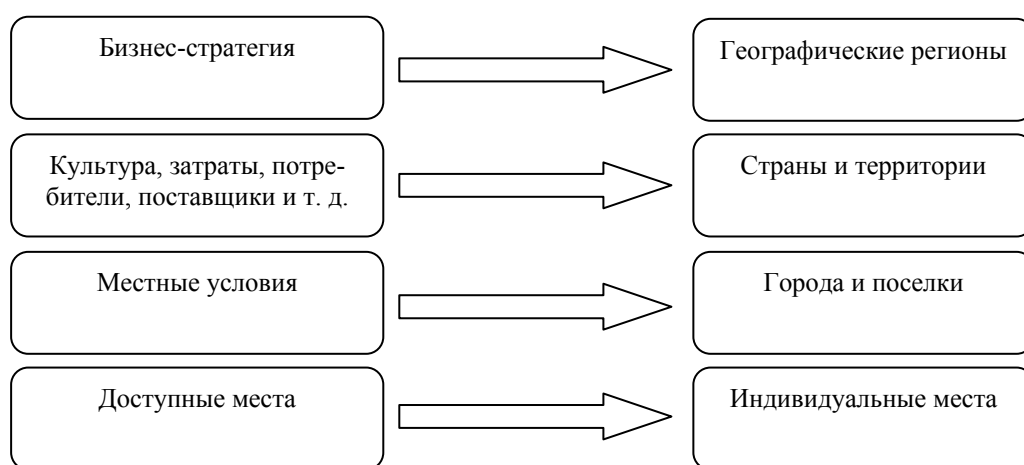 Бизнес-стратегия
Географические регионы
Культура, затраты, потре-
бители, поставщики и т. д.
Страны и территории
Местные условия
Города и поселки
Доступные места
Индивидуальные места